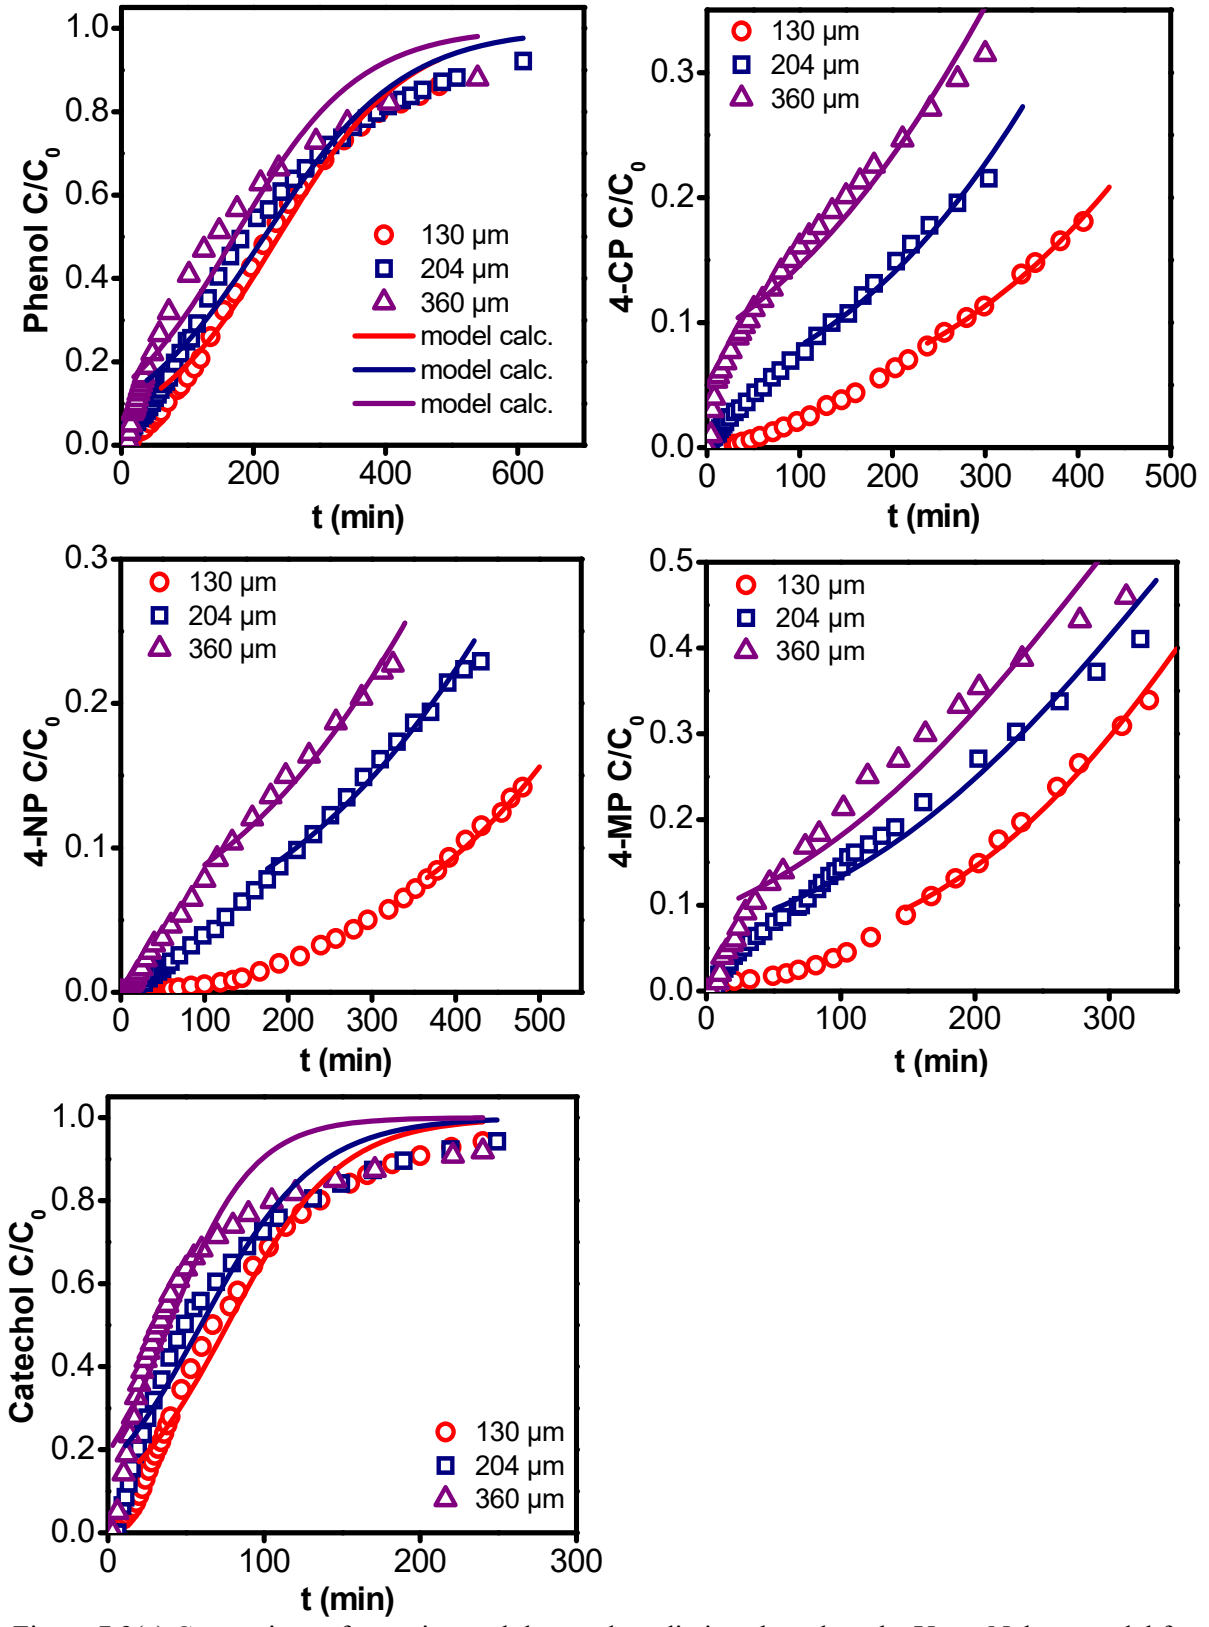 1.0
0.8
0.6
0.4
0.2
0.0
Phenol C/C0
130 µm
204 µm
360 µm
model calc.
model calc.
model calc.
0 200 400 600
t (min)
130 µm
204 µm
360 µm
0.3
0.2
0.1
0.0
4-CP C/C0
0 100 200 300 400 500
t (min)
0.3
0.2
0.1
0.0
4-NP C/C0
130 µm
204 µm
360 µm
0 100 200 300 400 500
t (min)
0.5
0.4
0.3
0.2
0.1
0.0
4-MP C/C0
130 µm
204 µm
360 µm
0 100 200 300
t (min)
1.0
0.8
0.6
0.4
0.2
0.0
Catechol C/C0
130 µm
204 µm
360 µm
0 100 200 300
t (min)